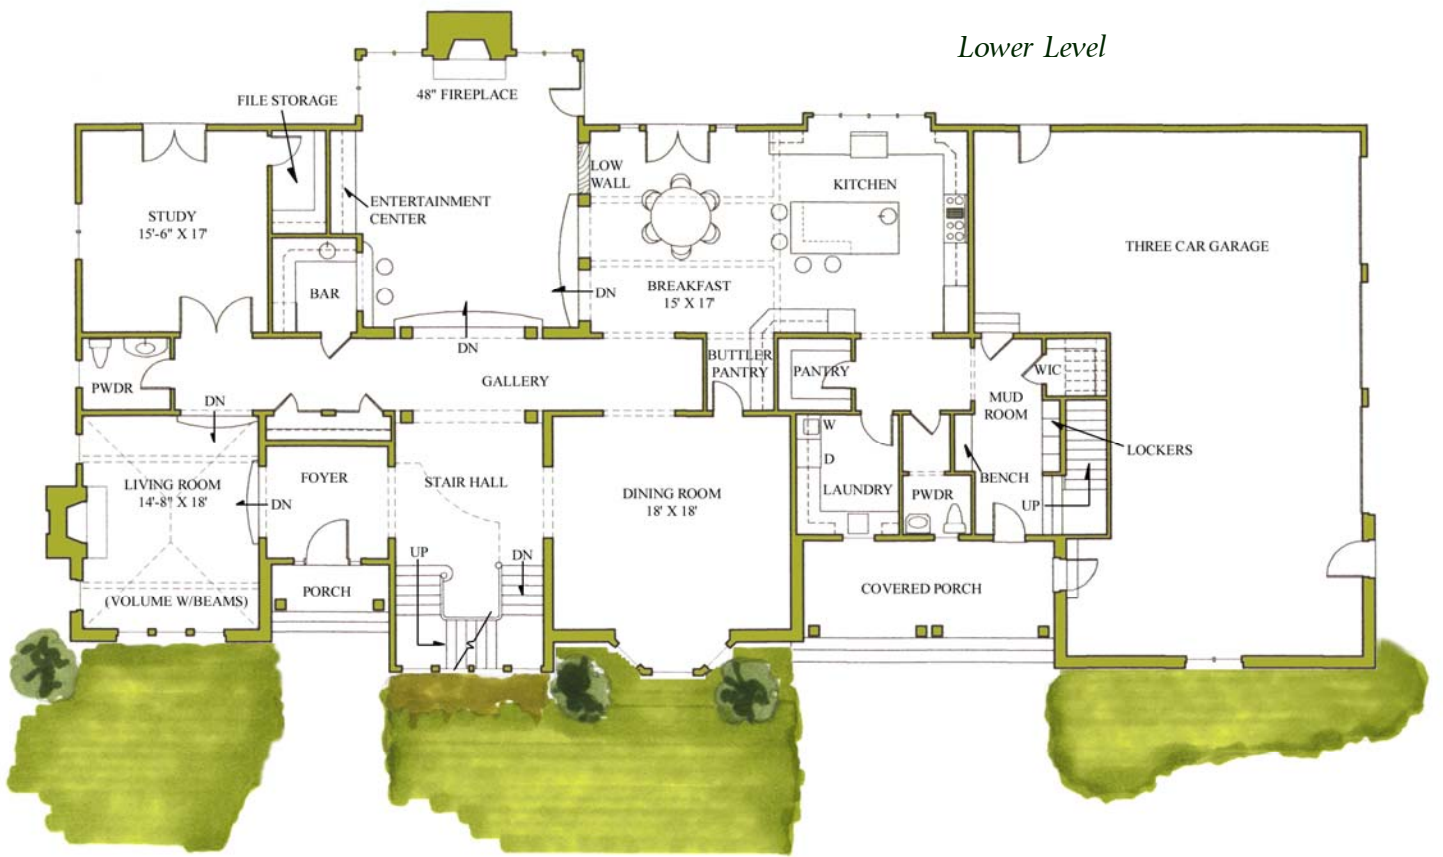 Lower Level
48" FIREPLACE
FILE STORAGE
LOW
WALL
KITCHEN
ENTERTAINMENT
CENTER
STUDY
15'-6" X 17'
THREE CAR GARAGE
BAR
BREAKFAST
15' X 17'
DN
DN
BUTTLER
PANTRY
PANTRY
WIC
GALLERY
PWDR
DN
MUD
ROOM
W
D
LOCKERS
FOYER
STAIR HALL
LIVING ROOM
14'-8" X 18'
DN
DINING ROOM
18' X 18'
LAUNDRY
PWDR
BENCH
UP
UP
DN
PORCH
(VOLUME W/BEAMS)
COVERED PORCH